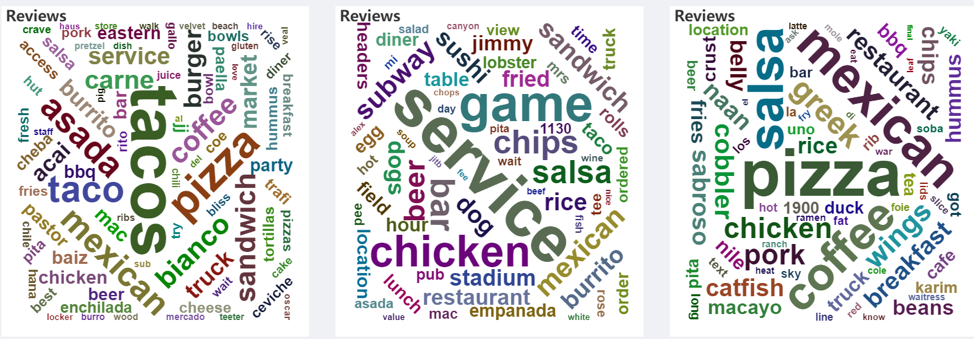 Reviews
crave
haus
store
walk
gallo
velvet
beach
hire
rise
veal
pork
eastern
bowls
salsa
pretzel
dish
service
burger
paella
gluten
diner
access
carne
juice
bowl
love
market
hut
burrito
pig
bar
tacos
coffee
hummus
breakfast
fresh
asada
rito
al
jj
coe
staff
cheba
acai
del
pizza
bbq
chili
party
fries
taco
bliss
trafi
pastor
mac
ribs
try
sandwich
tortillas
pizzas
chile
mexican
bianco
pita
baiz
sub
truck
cake
hana
chicken
wait
ceviche
best
beer
cheese
oscar
enchilada
locker
burro
wood
mercado
teeter
Reviews
headers
salad
canyon
view
sandwich
time
truck
diner
sushi
jimmy
mi
subway
lobster
mrs
table
fried
chops
game
rolls
alex
egg
day
taco
soup
service
pita
1130
chips
hot
dogs
jtb
wait
wine
ordered
beer
fee
salsa
field
bar
beef
rice
tee
nice
pad
hour
dog
fish
mexican
location
chicken
pub
stadium
burrito
lunch
restaurant
rose
order
asada
mac
empanada
value
white
Reviews
location
latte
ask
mole
bbq
final
yaki
crust
belly
salsa
mexican
restaurant
chips
eat
leaf
beer
bar
hummus
naan
greek
el
la
fry
di
fries
los
uno
rib
soba
cobbler
rice
war
sabroso
pizza
tea
lids
slice
got
hot
1900
duck
foie
chicken
ramen
fat
coffee
wings
nile
ranch
pork
breakfast
pita
text
heat
sky
cole
cafe
long
catfish
truck
karim
macayo
red
waitress
line
know
beans